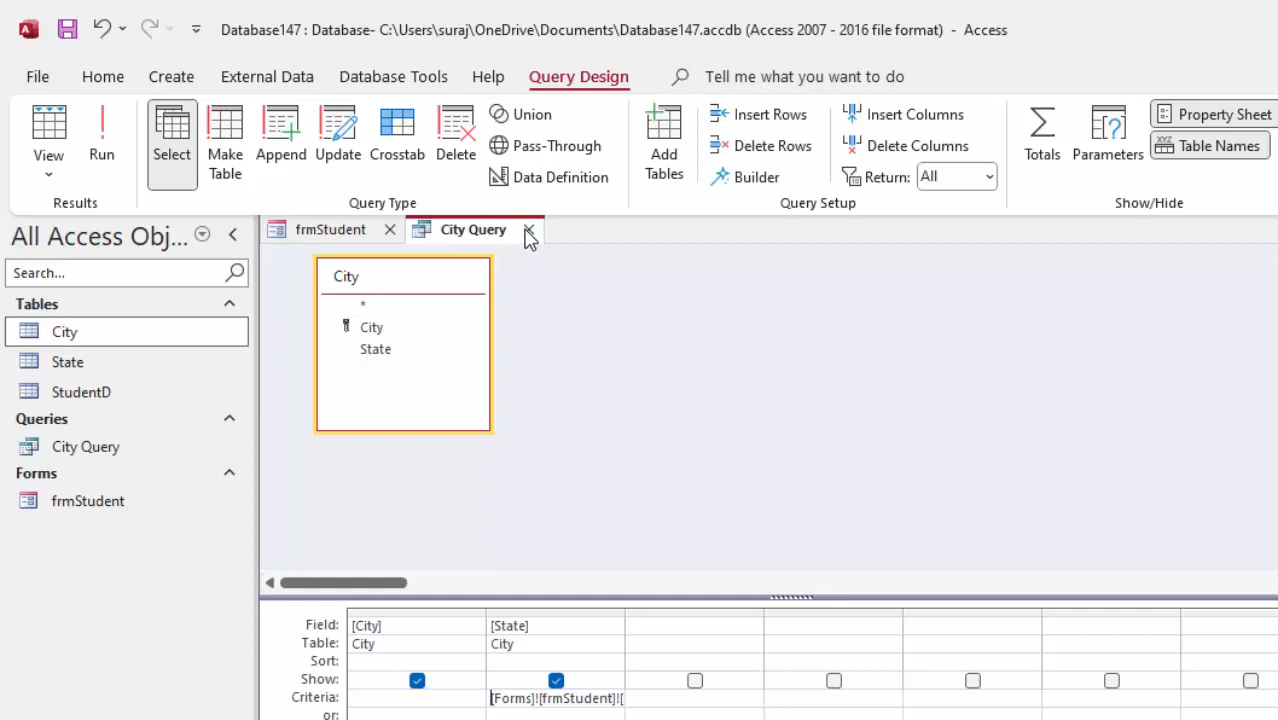 A Database147 : Database- C:\Users\suraj\OneDrive\Documents\Database147.accdb (Access 2007 - 2016 file format) - Access
File Home Create External Data Database Tools Help Query Design Tell me what you want to do
View
Run
Select
Make Table
Append
Update
Crosstab
Delete
Union
Pass-Through
Data Definition
Add Tables
Insert Rows
Delete Rows
Builder
Insert Columns
Delete Columns
Return: All
Totals
Parameters
Property Sheet
XYZ Table Names
Results Query Type Query Setup Show/Hide
All Access Obj...
Search...
Tables
City
State
StudentD
Queries
City Query
Forms
frmStudent
frmStudent City Query
City
*
City
State
Field: [City] [State]
Table: City City
Sort:
Show:
Criteria: [Forms]![frmStudent]![
or: